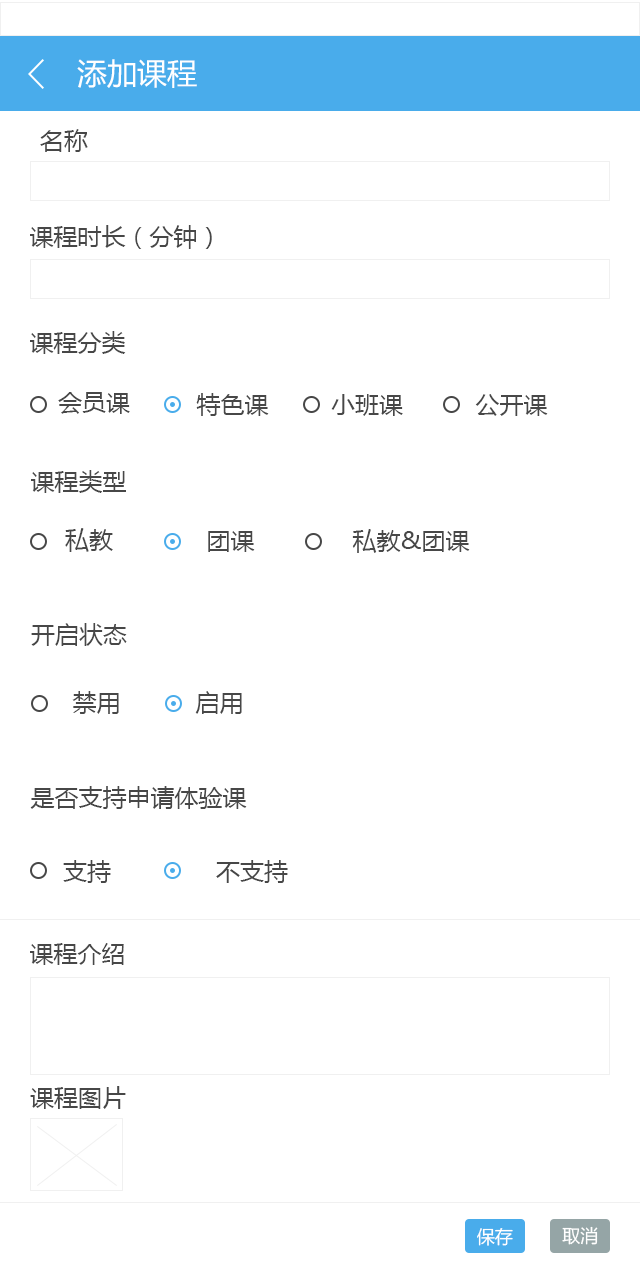 添加课程
名称
课程时长（分钟）
课程分类
会员课 特色课 小班课 公开课
课程类型
私教 团课 私教&团课
开启状态
禁用 启用
是否支持申请体验课
支持 不支持
课程介绍
课程图片
保存 取消